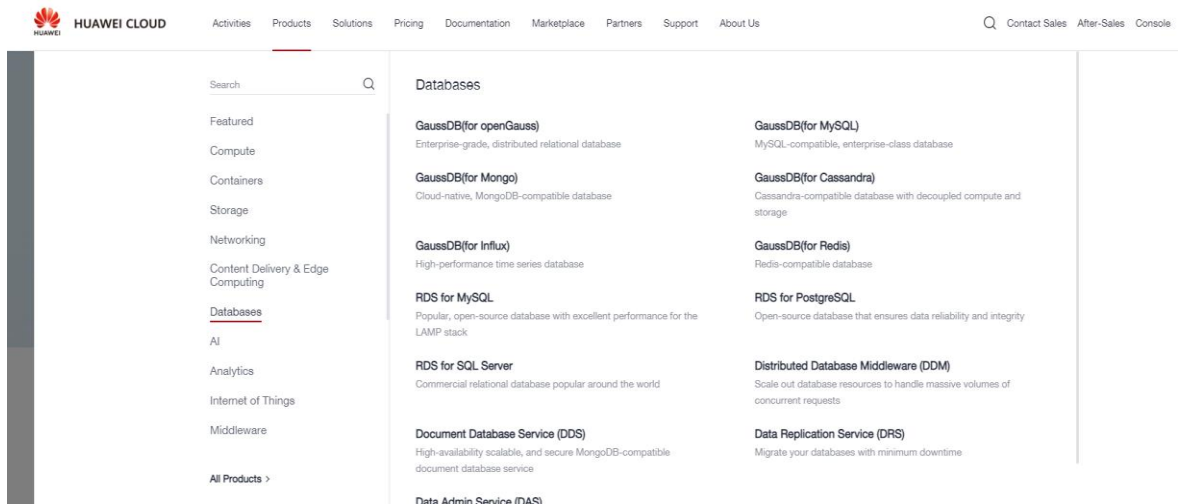 HUAWEI
HUAWEI CLOUD
Activities
Products
Solutions
Pricing
Documentation
Marketplace
Partners
Support
About Us
Contact Sales
After-Sales
Console
Search
Featured
Compute
Containers
Storage
Networking
Content Delivery & Edge
Computing
Databases
AI
Analytics
Internet of Things
Middleware
All Products >
Databases
GaussDB(for openGauss)
Enterprise-grade, distributed relational database
GaussDB(for MySQL)
MySQL-compatible, enterprise-class database
GaussDB(for Mongo)
Cloud-native, MongoDB-compatible database
GaussDB(for Cassandra)
Cassandra-compatible database with decoupled compute and
storage
GaussDB(for Influx)
High-performance time series database
GaussDB(for Redis)
Redis-compatible database
RDS for MySQL
Popular, open-source database with excellent performance for the
LAMP stack
RDS for PostgreSQL
Open-source database that ensures data reliability and integrity
RDS for SQL Server
Commercial relational database popular around the world
Distributed Database Middleware (DDM)
Scale out database resources to handle massive volumes of
concurrent requests
Document Database Service (DDS)
High-availability scalable, and secure MongoDB-compatible
document database service
Data Replication Service (DRS)
Migrate your databases with minimum downtime
Data Admin Service (DAS)